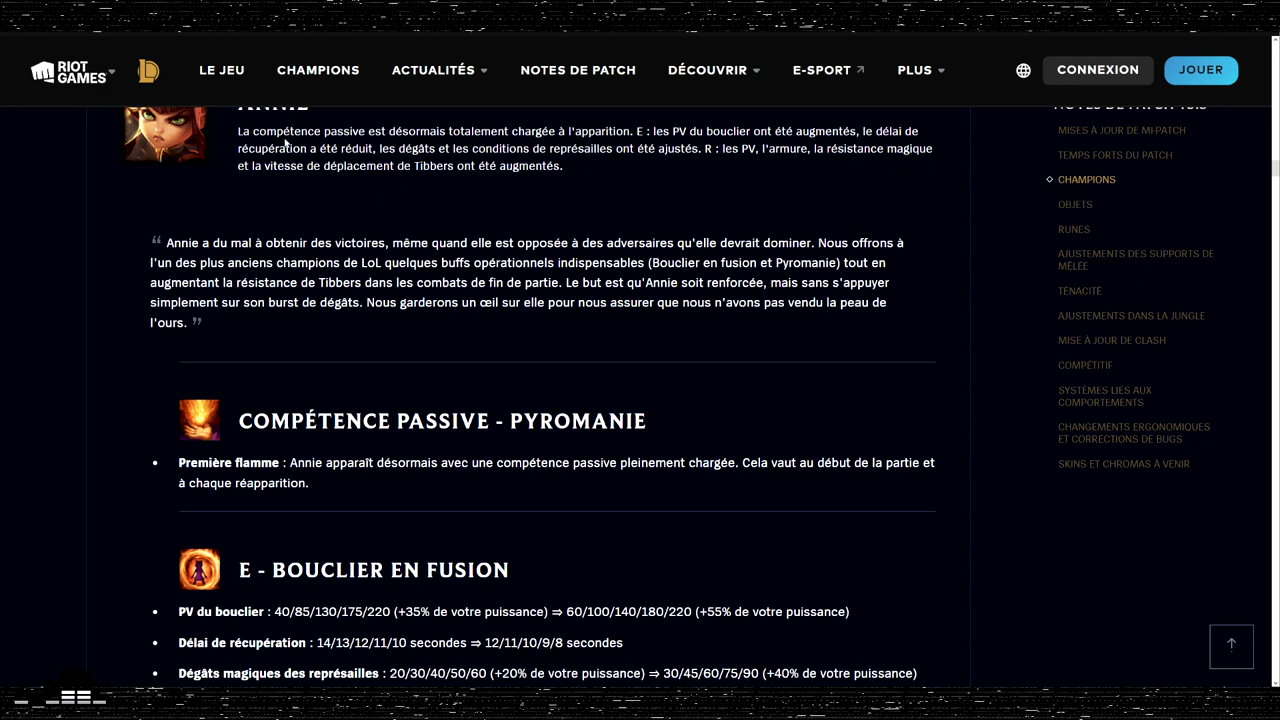 RIOT GAMES
LE JEU
CHAMPIONS
ACTUALITÉS
NOTES DE PATCH
DÉCOUVRIR
E-SPORT
PLUS
CONNEXION
JOUER
ANNIE
La compétence passive est désormais totalement chargée à l'apparition. E : les PV du bouclier ont été augmentés, le délai de
récupération a été réduit, les dégâts et les conditions de représailles ont été ajustés. R : les PV, l'armure, la résistance magique
et la vitesse de déplacement de Tibbers ont été augmentés.
“ Annie a du mal à obtenir des victoires, même quand elle est opposée à des adversaires qu'elle devrait dominer. Nous offrons à
l'un des plus anciens champions de LoL quelques buffs opérationnels indispensables (Bouclier en fusion et Pyromanie) tout en
augmentant la résistance de Tibbers dans les combats de fin de partie. Le but est qu'Annie soit renforcée, mais sans s'appuyer
simplement sur son burst de dégâts. Nous garderons un œil sur elle pour nous assurer que nous n'avons pas vendu la peau de
l'ours. ”
COMPÉTENCE PASSIVE - PYROMANIE
• Première flamme : Annie apparaît désormais avec une compétence passive pleinement chargée. Cela vaut au début de la partie et
à chaque réapparition.
E - BOUCLIER EN FUSION
• PV du bouclier : 40/85/130/175/220 (+35% de votre puissance) ⇒ 60/100/140/180/220 (+55% de votre puissance)
• Délai de récupération : 14/13/12/11/10 secondes ⇒ 12/11/10/9/8 secondes
• Dégâts magiques des représailles : 20/30/40/50/60 (+20% de votre puissance) ⇒ 30/45/60/75/90 (+40% de votre puissance)
NOTES DE PATCH
MISES À JOUR DE MI-PATCH
TEMPS FORTS DU PATCH
CHAMPIONS
OBJETS
RUNES
AJUSTEMENTS DES SUPPORTS DE
MÊLÉE
TÉNACITÉ
AJUSTEMENTS DANS LA JUNGLE
MISE À JOUR DE CLASH
COMPÉTITIF
SYSTÈMES LIÉS AUX
COMPORTEMENTS
CHANGEMENTS ERGONOMIQUES
ET CORRECTIONS DE BUGS
SKINS ET CHROMAS À VENIR